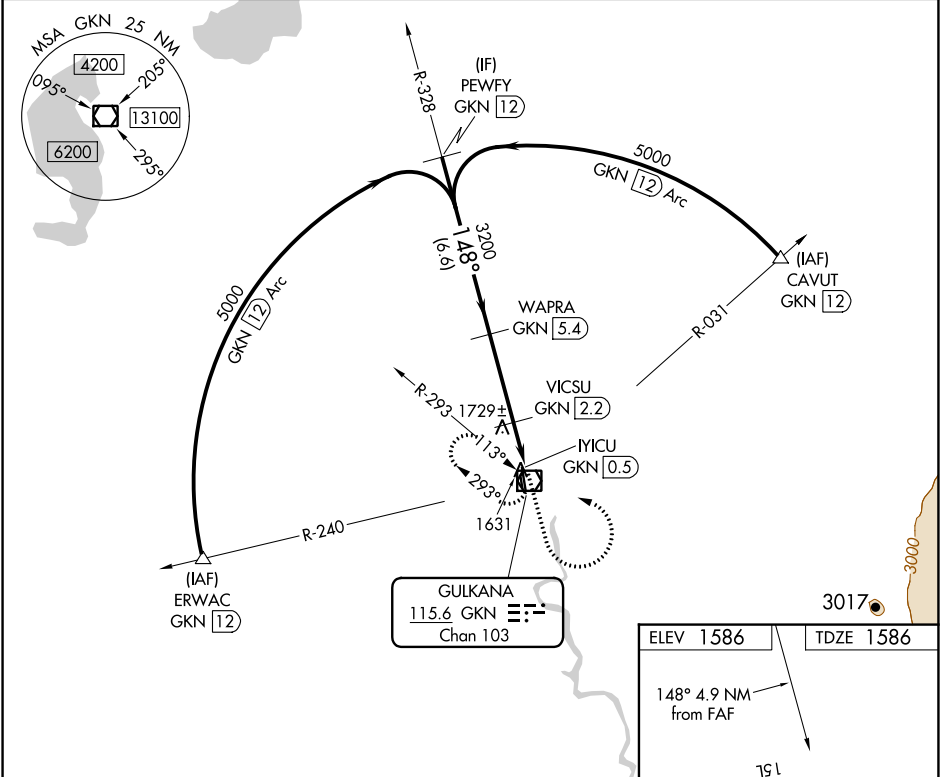 MSA GKN 25 NM
4200
095°
205°
13100
6200
295°
R-328
(IF)
PEWFY
GKN 12
5000
GKN 12 Arc
5000
GKN 12 Arc
3200
148°
(6.6)
(IAF)
CAVUT
GKN 12
R-031
WAPRA
GKN 5.4
VICSU
GKN 2.2
R-293
1729±
113°
IYICU
GKN 0.5
293°
1631
R-240
(IAF)
ERWAC
GKN 12
GULKANA
115.6 GKN
Chan 103
3000
3017
ELEV 1586
TDZE 1586
148° 4.9 NM
from FAF
15L